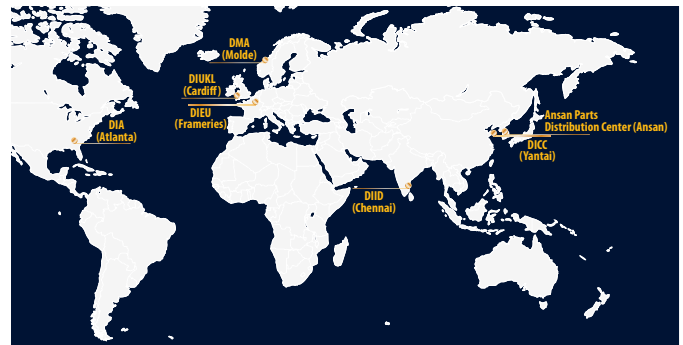 DMA
(Molde)
DIUKL
(Cardiff)
DIEU
(Frameries)
DIA
(Atlanta)
Ansan Parts
Distribution Center (Ansan)
DICC
(Yantai)
DIID
(Chennai)